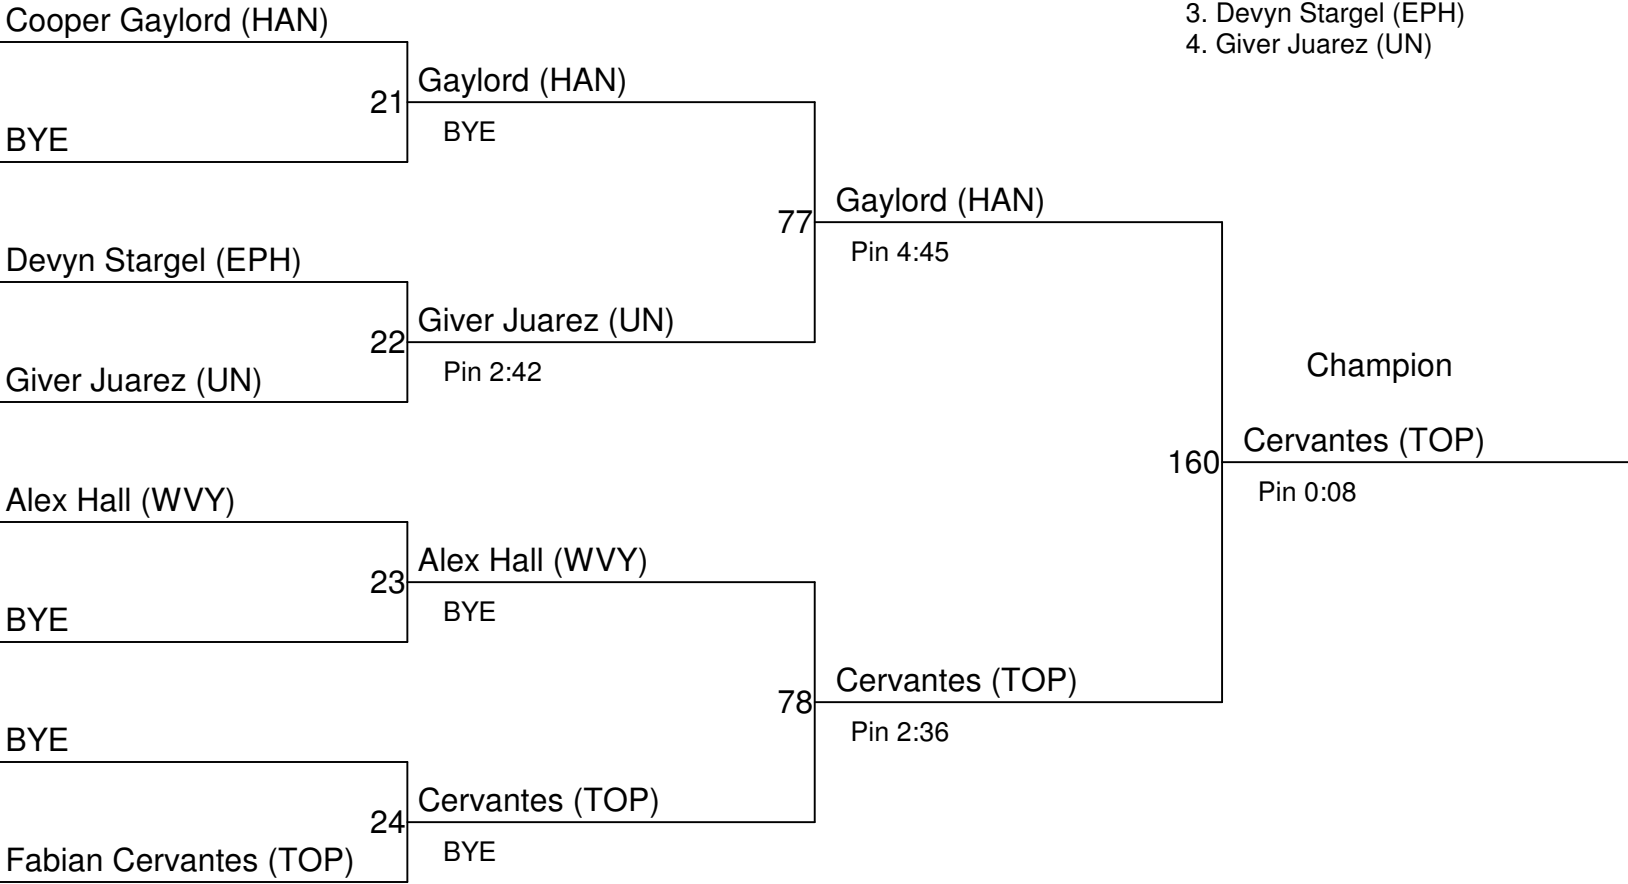 Cooper Gaylord (HAN)
3. Devyn Stargel (EPH)
4. Giver Juarez (UN)
21
Gaylord (HAN)
BYE
BYE
77
Gaylord (HAN)
Pin 4:45
Devyn Stargel (EPH)
22
Giver Juarez (UN)
Pin 2:42
Giver Juarez (UN)
Champion
160
Cervantes (TOP)
Pin 0:08
Alex Hall (WVY)
23
Alex Hall (WVY)
BYE
BYE
78
Cervantes (TOP)
Pin 2:36
BYE
24
Cervantes (TOP)
BYE
Fabian Cervantes (TOP)